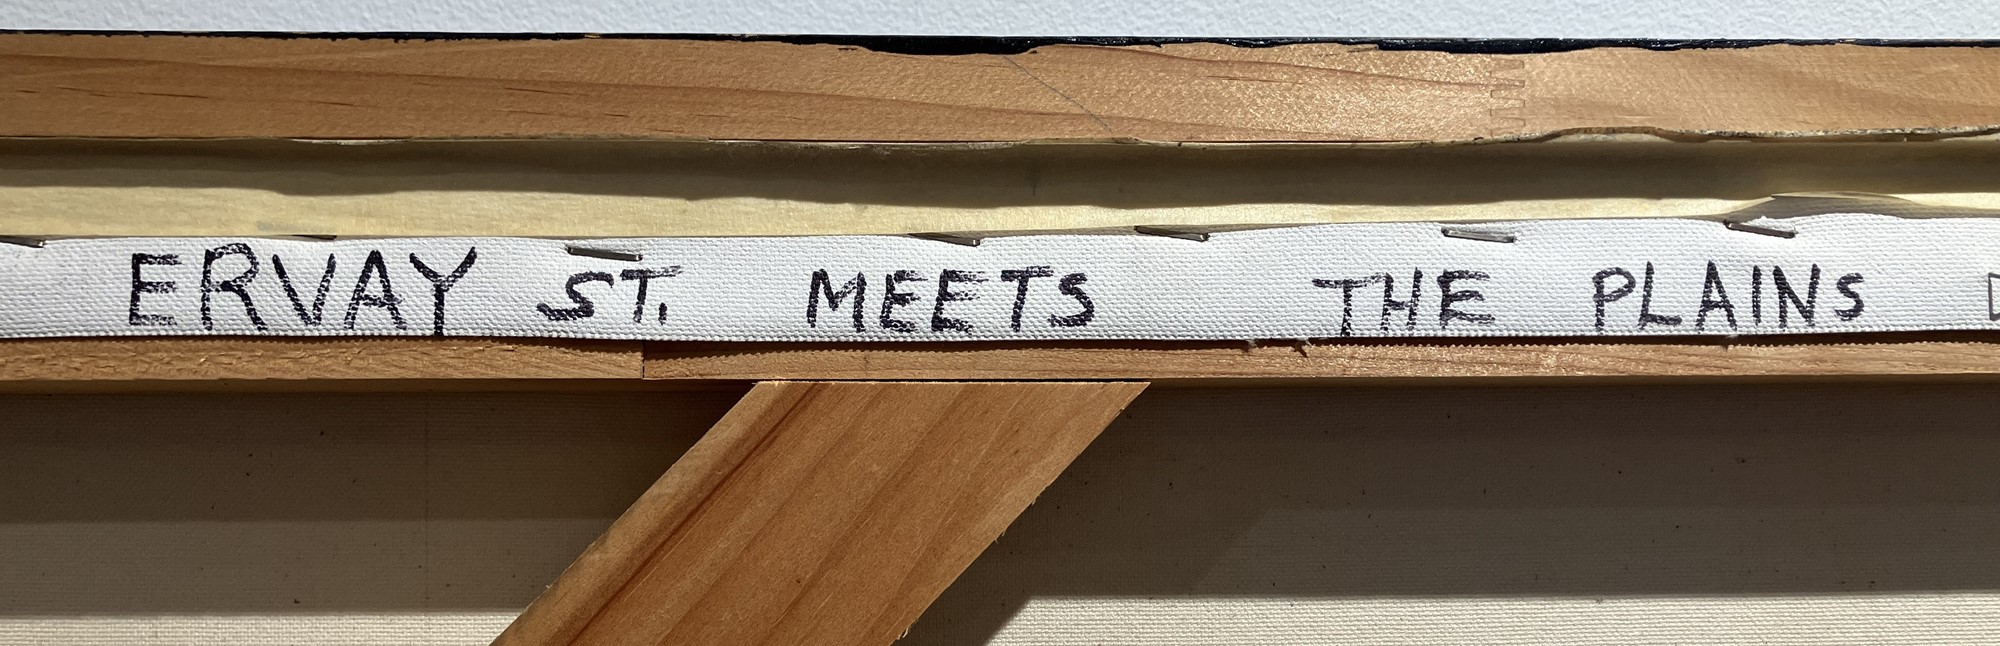 ERVAY ST. MEETS THE PLAINS